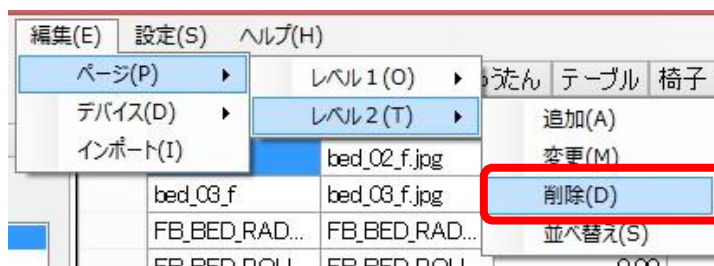 編集(E) 設定(S) ヘルプ(H)
ページ(P) レベル1(O) テーブル 椅子
デバイス(D) レベル2(T) 追加(A)
インポート(I) bed_02_f.jpg 変更(M)
bed_03_f bed_03_f.jpg 削除(D)
FB_BED_RAD... FB_BED_RAD... 並べ替え(S)